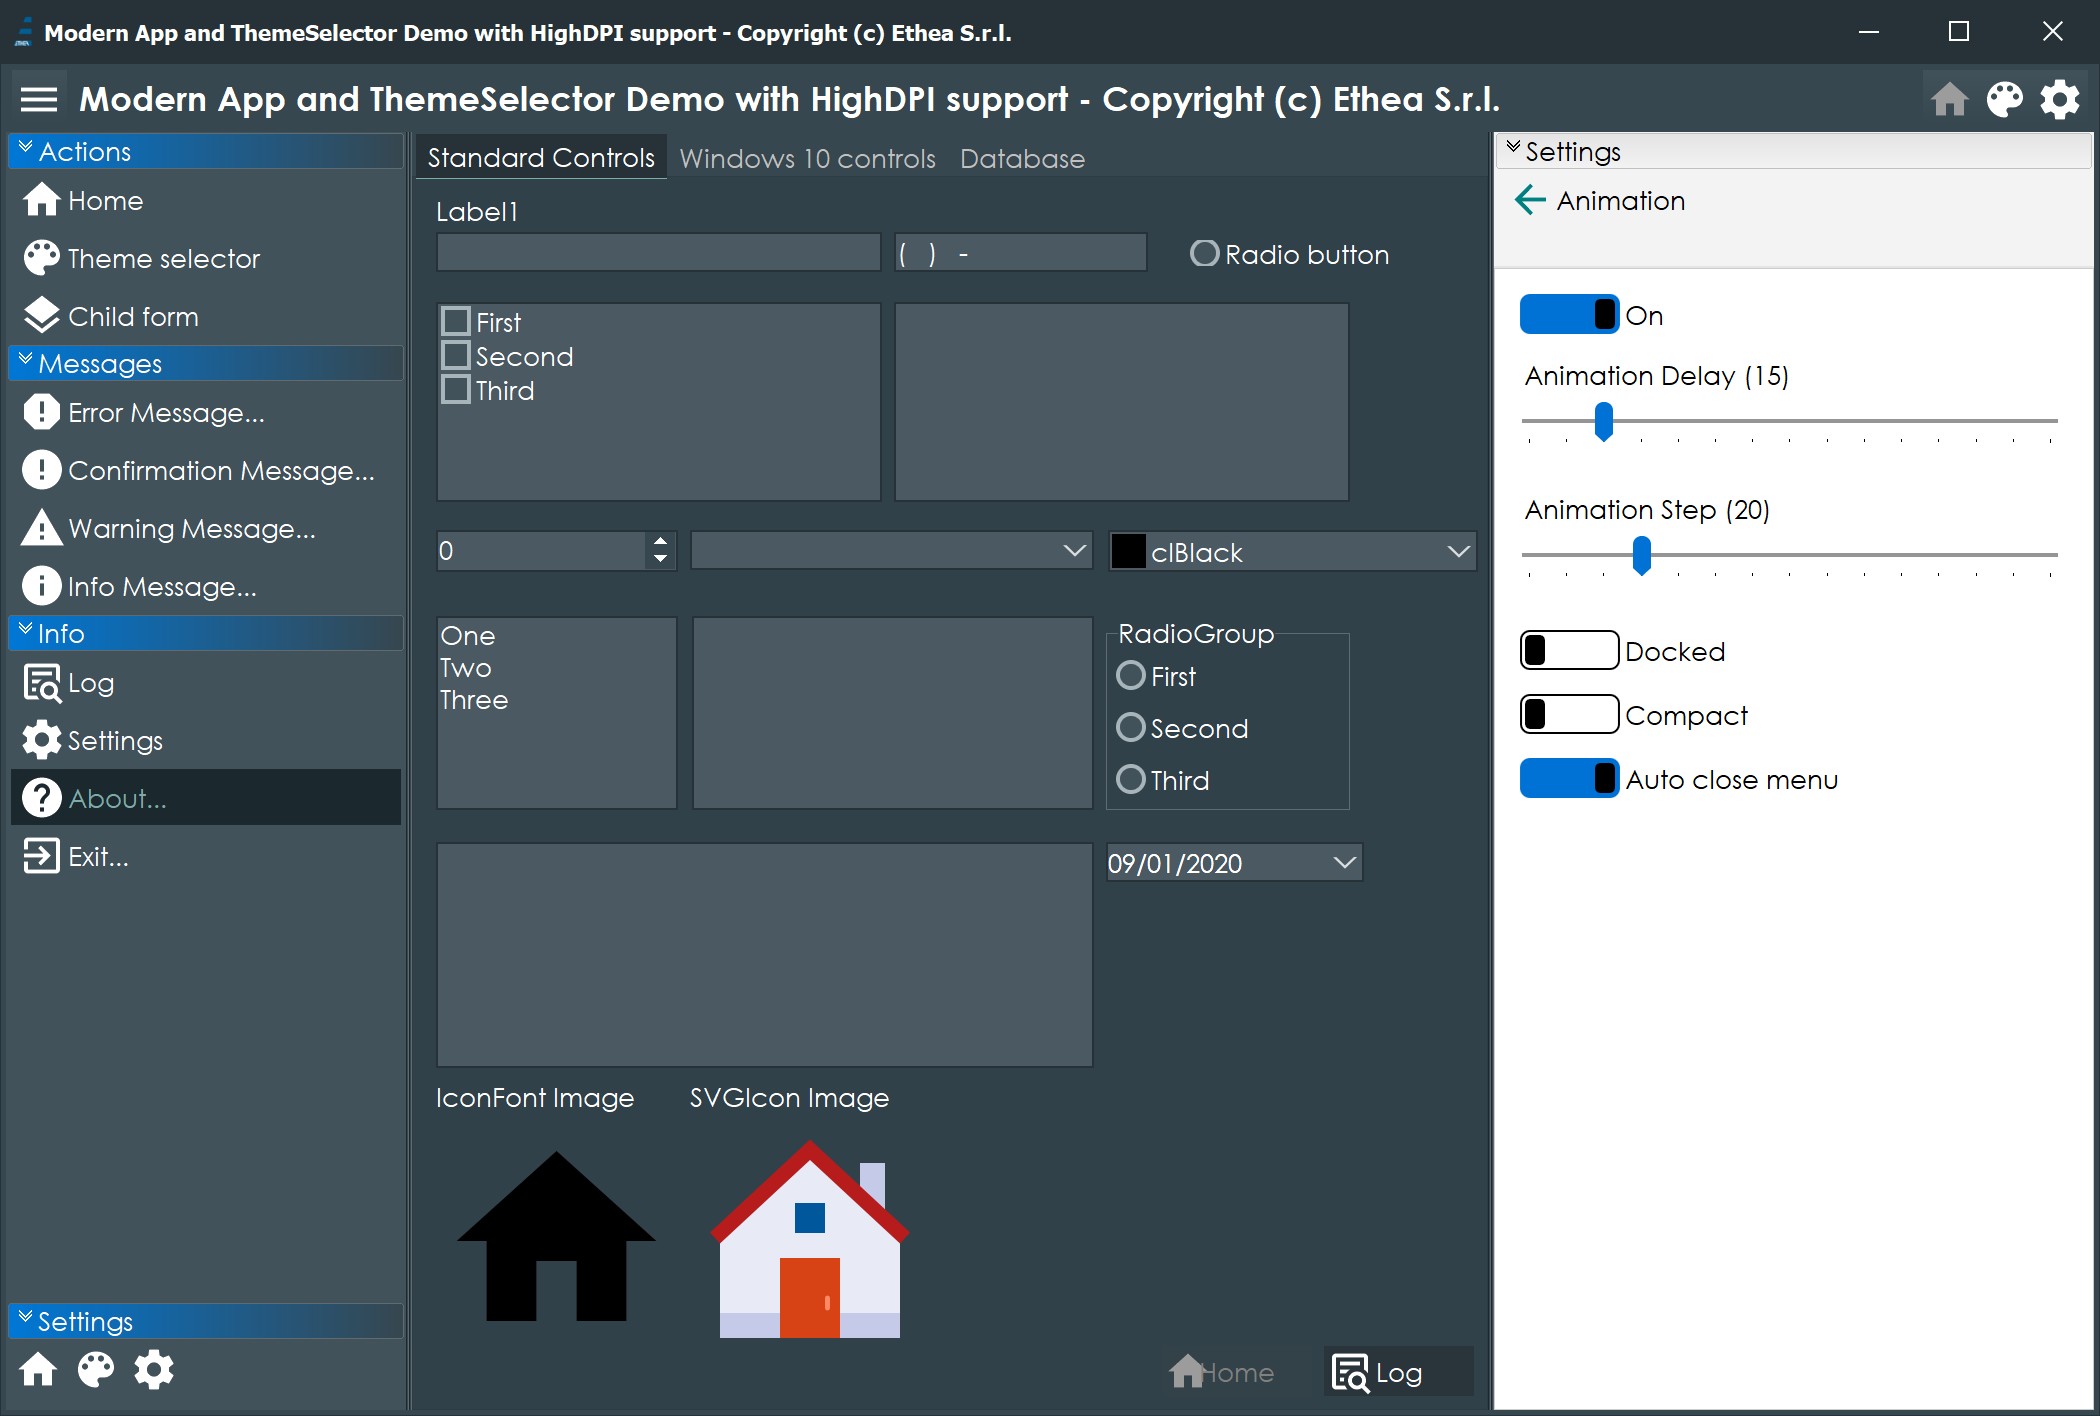 Modern App and ThemeSelector Demo with HighDPI support - Copyright (c) Ethea S.r.l.
Modern App and ThemeSelector Demo with HighDPI support - Copyright (c) Ethea S.r.l.
Actions
Home
Theme selector
Child form
Messages
Error Message...
Confirmation Message...
Warning Message...
Info Message...
Info
Log
Settings
About...
Exit...
Settings
Standard Controls Windows 10 controls Database
Label1
( ) -
Radio button
First
Second
Third
0
clBlack
One
Two
Three
RadioGroup
First
Second
Third
09/01/2020
IconFont Image SVGIcon Image
Home
Log
Settings
Animation
On
Animation Delay (15)
Animation Step (20)
Docked
Compact
Auto close menu